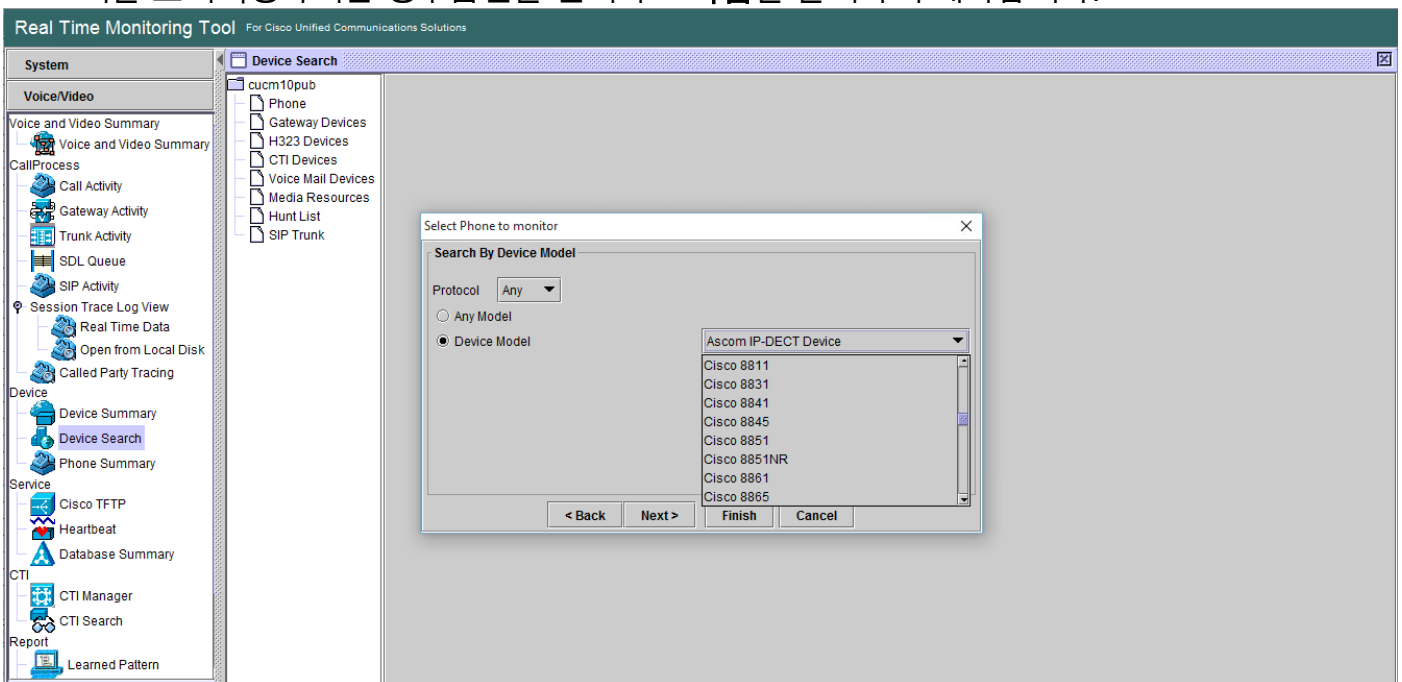 Real Time Monitoring Tool For Cisco Unified Communications Solutions
System
Voice/Video
Voice and Video Summary
Voice and Video Summary
CallProcess
Call Activity
Gateway Activity
Trunk Activity
SDL Queue
SIP Activity
Session Trace Log View
Real Time Data
Open from Local Disk
Called Party Tracing
Device
Device Summary
Device Search
Phone Summary
Service
Cisco TFTP
Heartbeat
Database Summary
CTI
CTI Manager
CTI Search
Report
Learned Pattern
Device Search
cucm10pub
Phone
Gateway Devices
H323 Devices
CTI Devices
Voice Mail Devices
Media Resources
Hunt List
SIP Trunk
Select Phone to monitor
Search By Device Model
Protocol Any
Any Model
Device Model Ascom IP-DECT Device
Cisco 8811
Cisco 8831
Cisco 8841
Cisco 8845
Cisco 8851
Cisco 8851NR
Cisco 8861
Cisco 8865
< Back Next > Finish Cancel